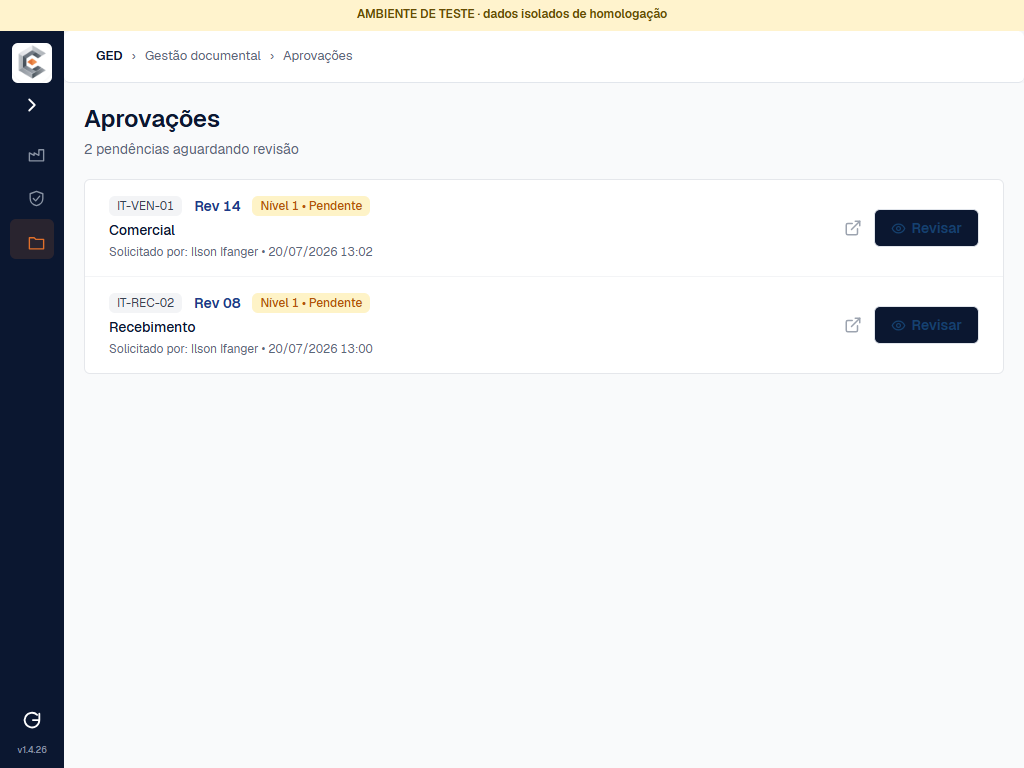 AMBIENTE DE TESTE · dados isolados de homologação
GED › Gestão documental › Aprovações
Aprovações
2 pendências aguardando revisão
IT-VEN-01 Rev 14 Nível 1 • Pendente
Comercial
Solicitado por: Ilson Ifanger • 20/07/2026 13:02
Revisar
IT-REC-02 Rev 08 Nível 1 • Pendente
Recebimento
Solicitado por: Ilson Ifanger • 20/07/2026 13:00
Revisar
v1.4.26